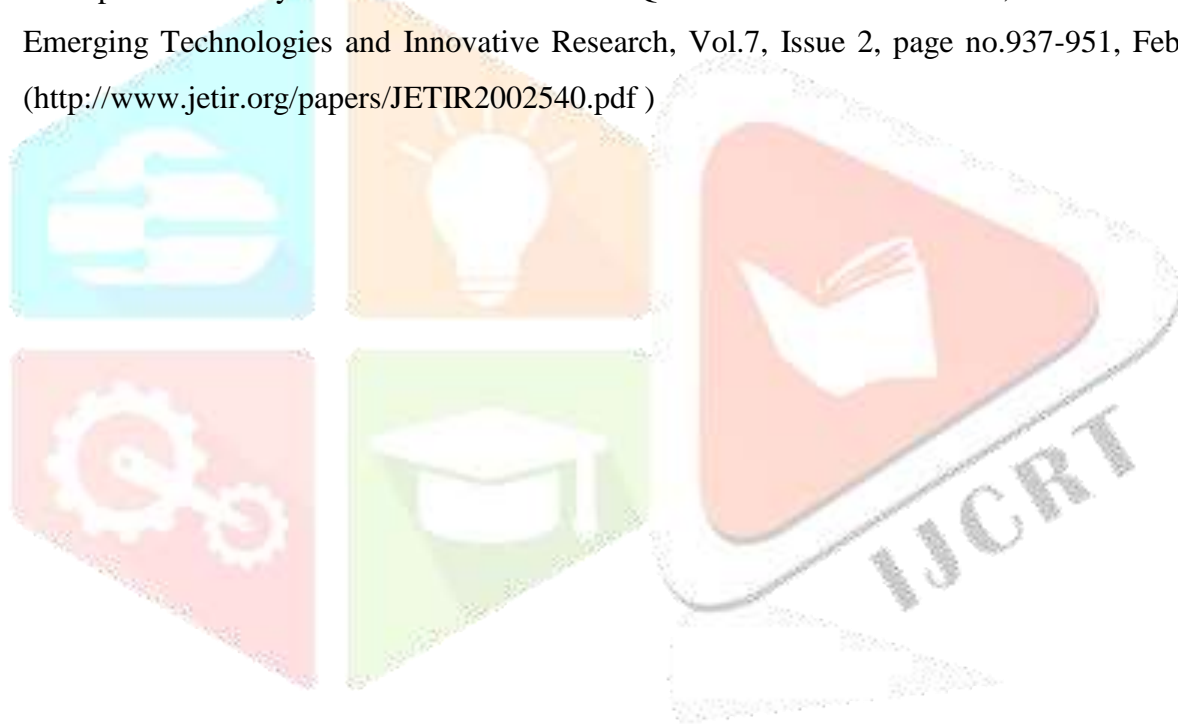 Emerging Technologies and Innovative Research, Vol.7, Issue 2, page no.937-951, Feb
(http://www.jetir.org/papers/JETIR2002540.pdf )
IJCRT